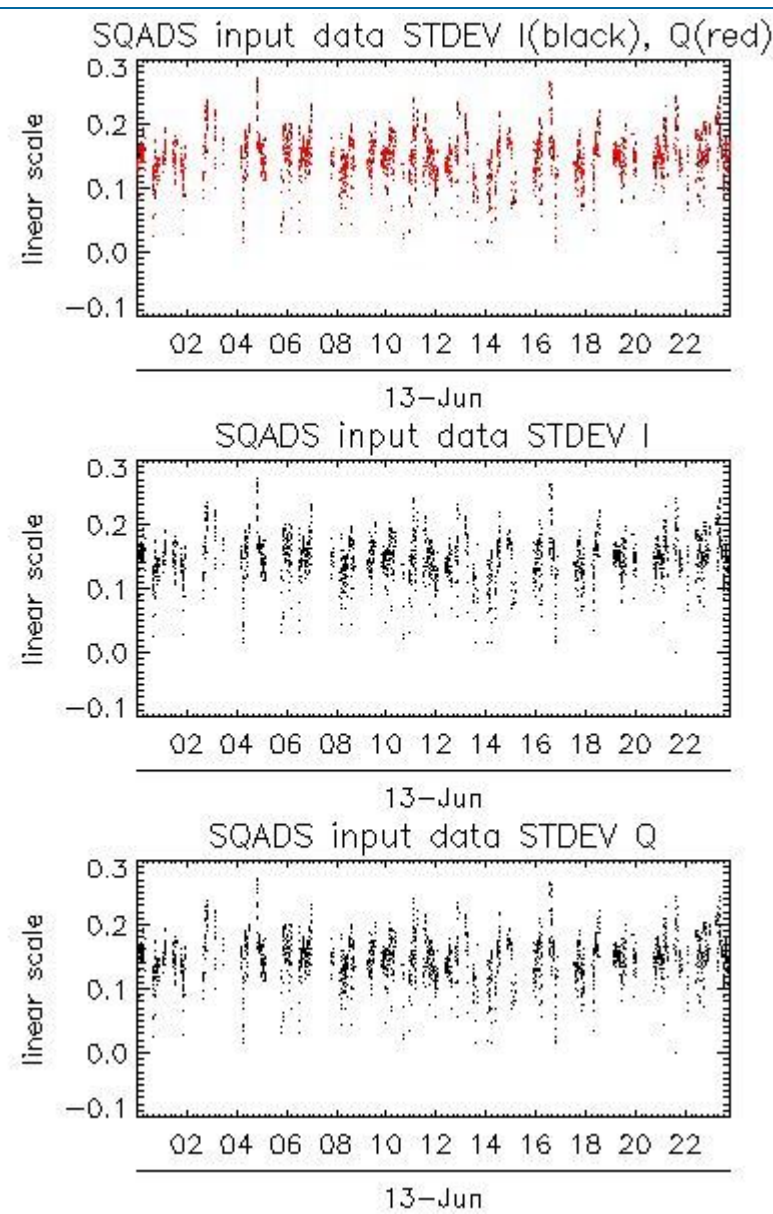 SQADS input data STDEV I(black), Q(red)
0.3
0.2
0.1
0.0
−0.1
linear scale
02 04 06 08 10 12 14 16 18 20 22
13−Jun
SQADS input data STDEV I
0.3
0.2
0.1
0.0
−0.1
linear scale
02 04 06 08 10 12 14 16 18 20 22
13−Jun
SQADS input data STDEV Q
0.3
0.2
0.1
0.0
−0.1
linear scale
02 04 06 08 10 12 14 16 18 20 22
13−Jun